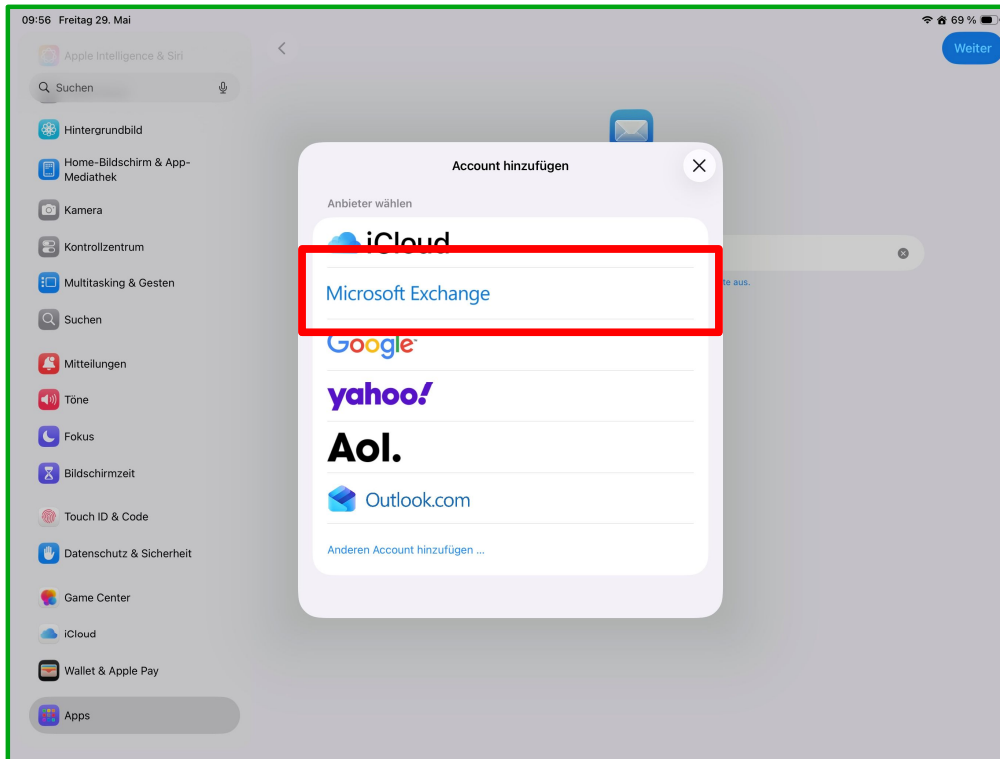 09:56 Freitag 29. Mai
69 %
Apple Intelligence & Siri
Weiter
Suchen
Hintergrundbild
Home-Bildschirm & App-
Mediathek
Kamera
Kontrollzentrum
Multitasking & Gesten
Suchen
Mitteilungen
Töne
Fokus
Bildschirmzeit
Touch ID & Code
Datenschutz & Sicherheit
Game Center
iCloud
Wallet & Apple Pay
Apps
Account hinzufügen
Anbieter wählen
iCloud
Microsoft Exchange
Google
yahoo!
Aol.
Outlook.com
Anderen Account hinzufügen ...
aus.